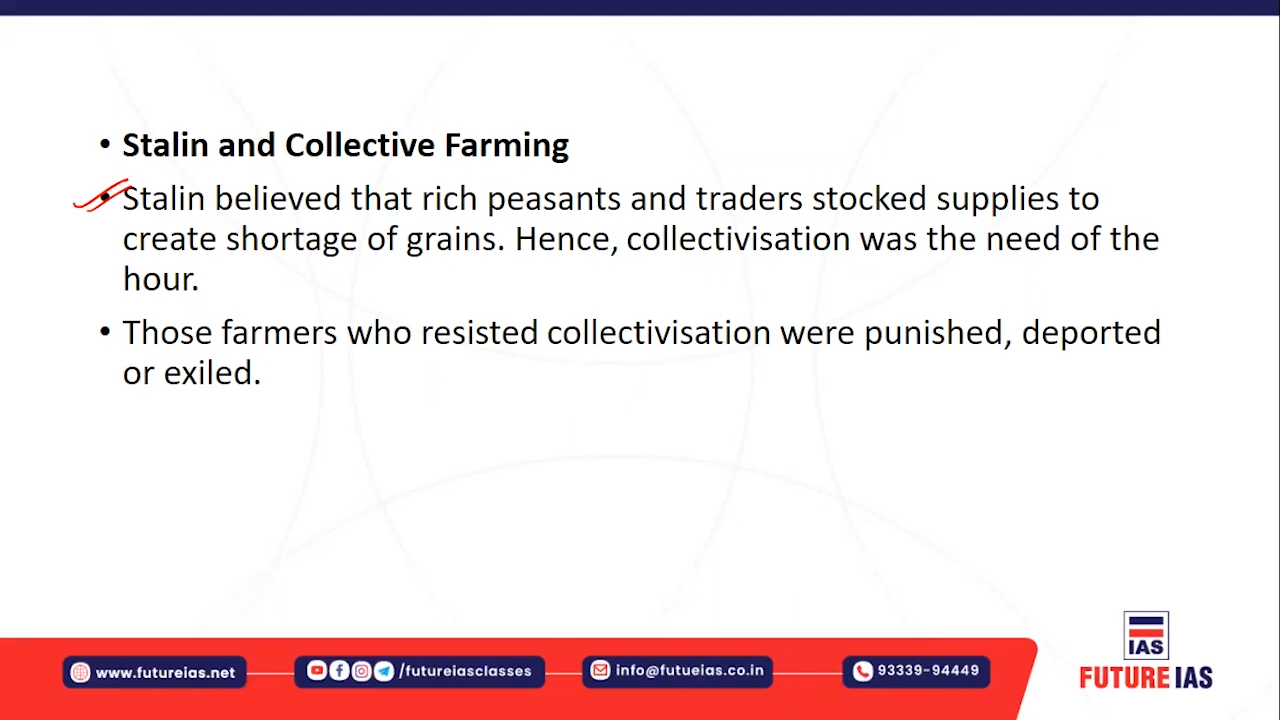 • Stalin and Collective Farming
• Stalin believed that rich peasants and traders stocked supplies to
create shortage of grains. Hence, collectivisation was the need of the
hour.
• Those farmers who resisted collectivisation were punished, deported
or exiled.
IAS
FUTURE IAS
www.futureias.net
/futureiasclasses
info@futueias.co.in
93339-94449